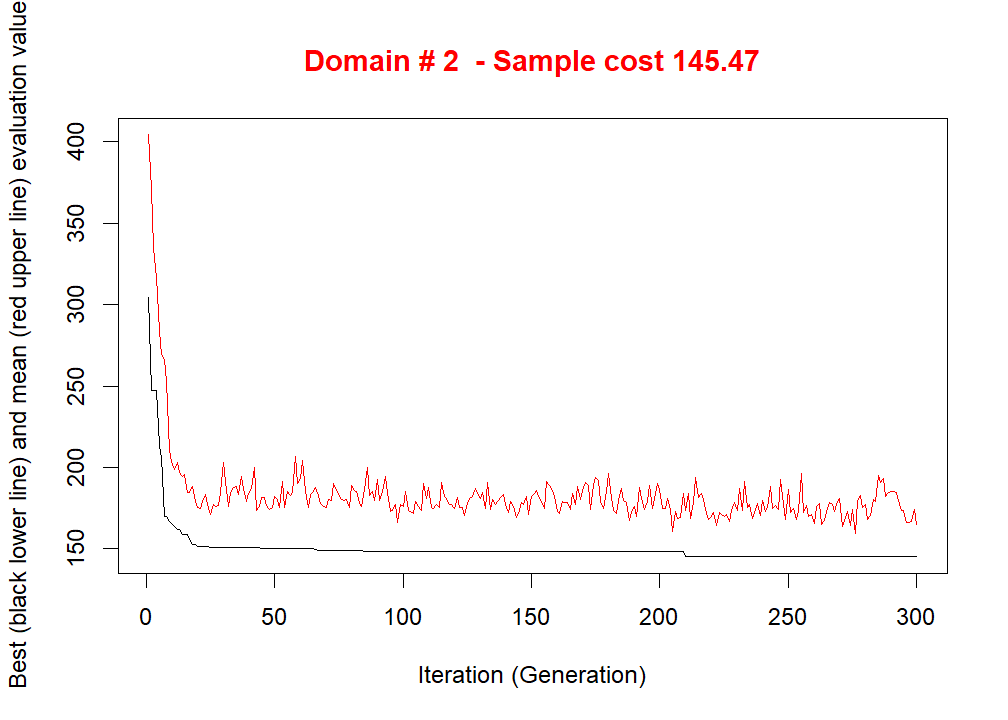 Domain # 2  - Sample cost 145.47
Best (black lower line) and mean (red upper line) evaluation value
400
350
300
250
200
150
0 50 100 150 200 250 300
Iteration (Generation)